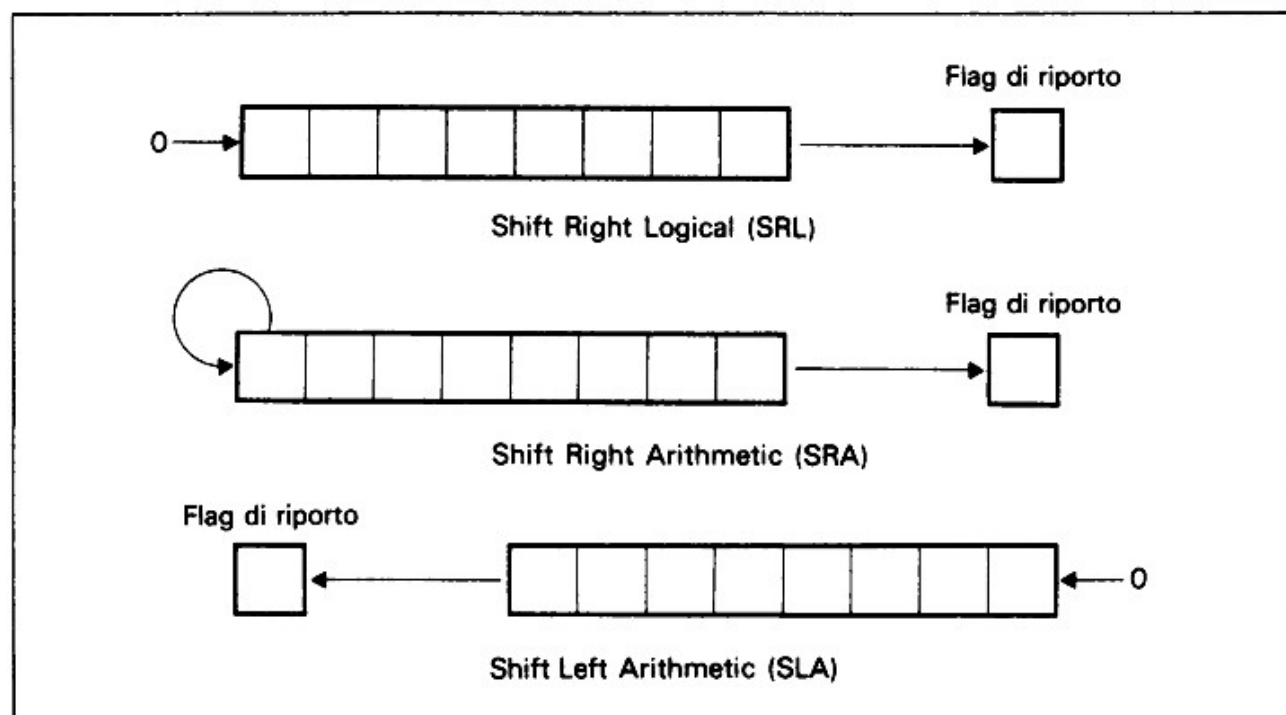 Flag di riporto
0
Shift Right Logical (SRL)
Flag di riporto
Shift Right Arithmetic (SRA)
Flag di riporto
0
Shift Left Arithmetic (SLA)